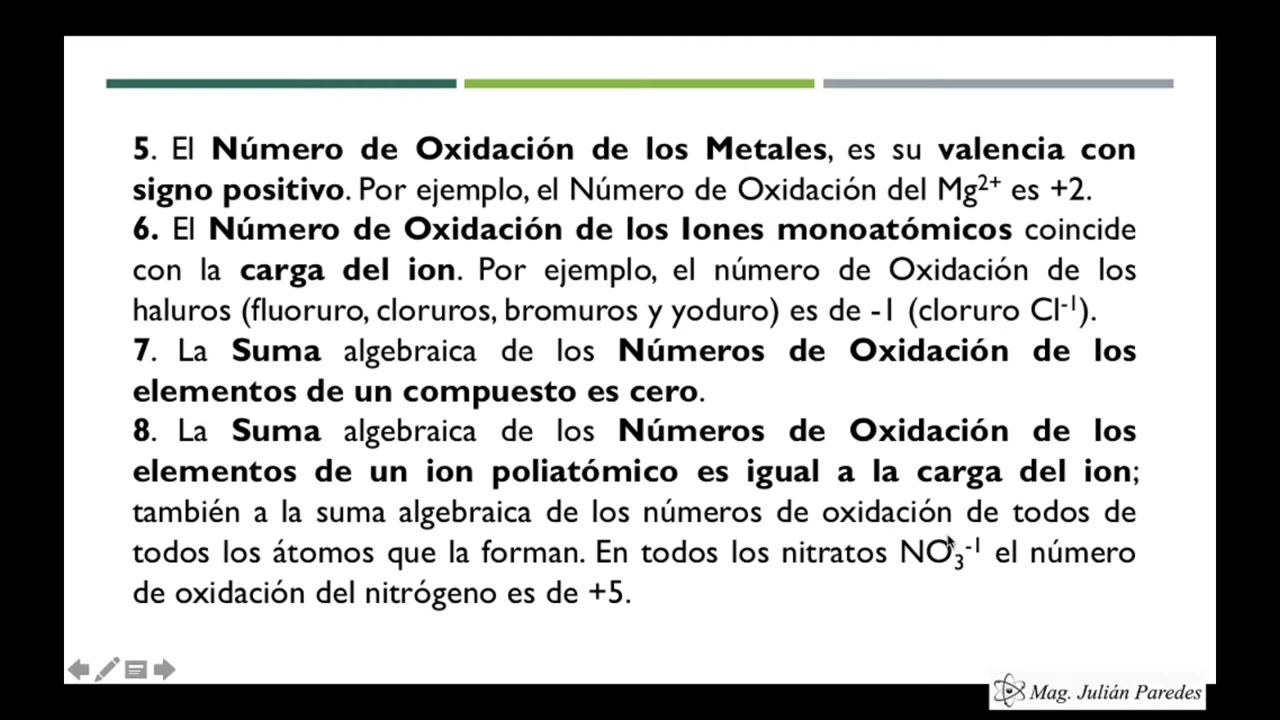 5. El Número de Oxidación de los Metales, es su valencia con
signo positivo. Por ejemplo, el Número de Oxidación del Mg²⁺ es +2.
6. El Número de Oxidación de los Iones monoatómicos coincide
con la carga del ion. Por ejemplo, el número de Oxidación de los
haluros (fluoruro, cloruros, bromuros y yoduro) es de -1 (cloruro Cl⁻¹).
7. La Suma algebraica de los Números de Oxidación de los
elementos de un compuesto es cero.
8. La Suma algebraica de los Números de Oxidación de los
elementos de un ion poliatómico es igual a la carga del ion;
también a la suma algebraica de los números de oxidación de todos de
todos los átomos que la forman. En todos los nitratos NO₃⁻¹ el número
de oxidación del nitrógeno es de +5.
Mag. Julián Paredes